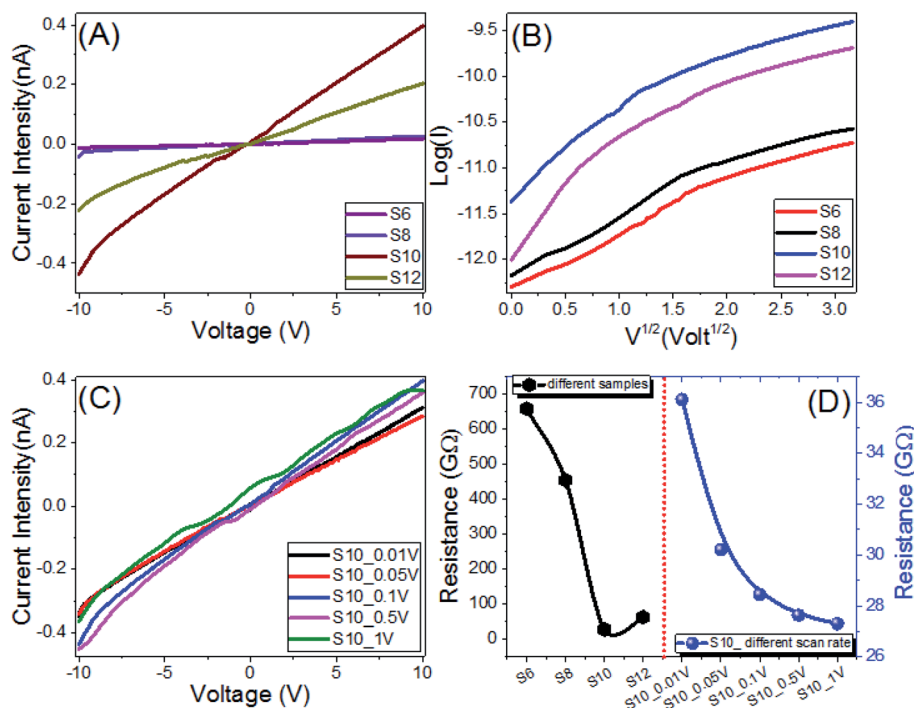 (A)
Current Intensity(nA)
0.4
0.2
0.0
-0.2
-0.4
-10
-5
0
5
10
Voltage (V)
S6
S8
S10
S12
(B)
Log(I)
-9.5
-10.0
-10.5
-11.0
-11.5
-12.0
0.0
0.5
1.0
1.5
2.0
2.5
3.0
V1/2(Volt1/2)
S6
S8
S10
S12
(C)
Current Intensity(nA)
0.4
0.2
0.0
-0.2
-0.4
-10
-5
0
5
10
Voltage (V)
S10_0.01V
S10_0.05V
S10_0.1V
S10_0.5V
S10_1V
(D)
different samples
Resistance (GΩ)
700
600
500
400
300
200
100
0
S6
S8
S10
S12
S10_0.01V
S10_0.05V
S10_0.1V
S10_0.5V
S10_1V
S10_ different scan rate
36
34
32
30
28
26
Resistance (GΩ)